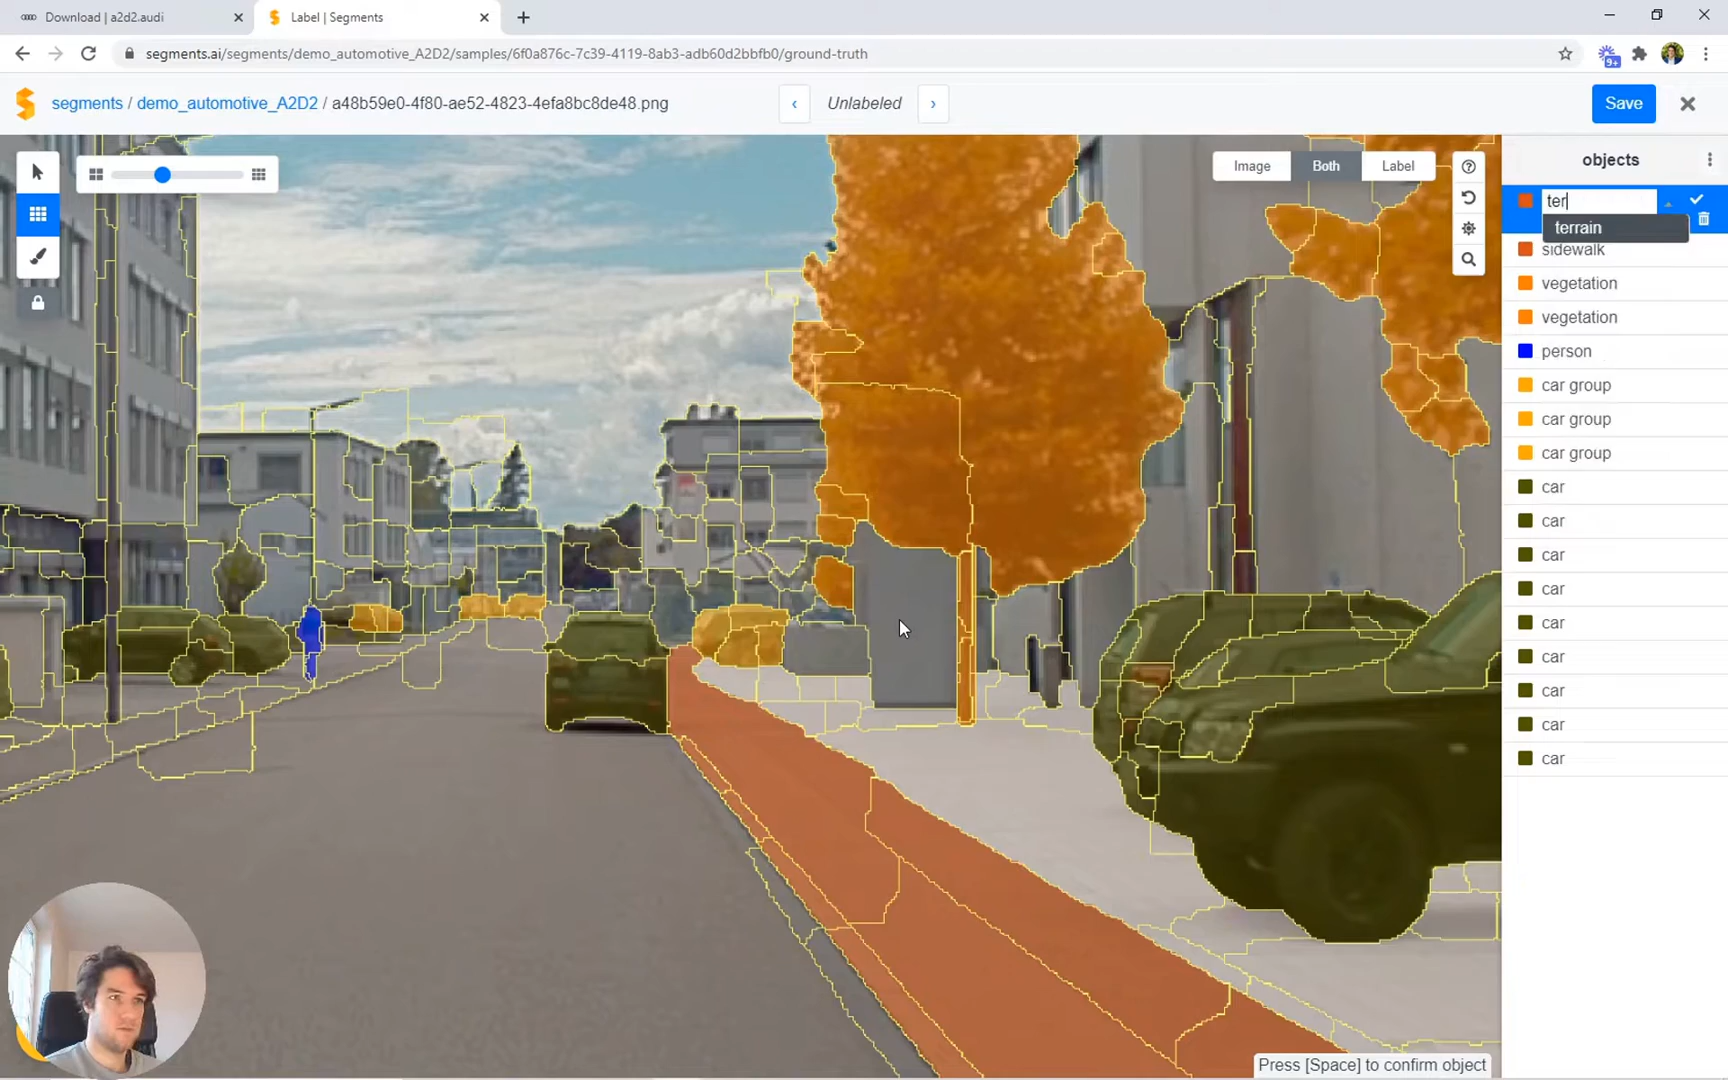 Download | a2d2.audi
Label | Segments
segments.ai/segments/demo_automotive_A2D2/samples/6f0a876c-7c39-4119-8ab3-adb60d2bbfb0/ground-truth
9+
segments / demo_automotive_A2D2 / a48b59e0-4f80-ae52-4823-4efa8bc8de48.png
Unlabeled
Save
Image
Both
Label
objects
ter
terrain
sidewalk
vegetation
vegetation
person
car group
car group
car group
car
car
car
car
car
car
car
car
car
Press [Space] to confirm object